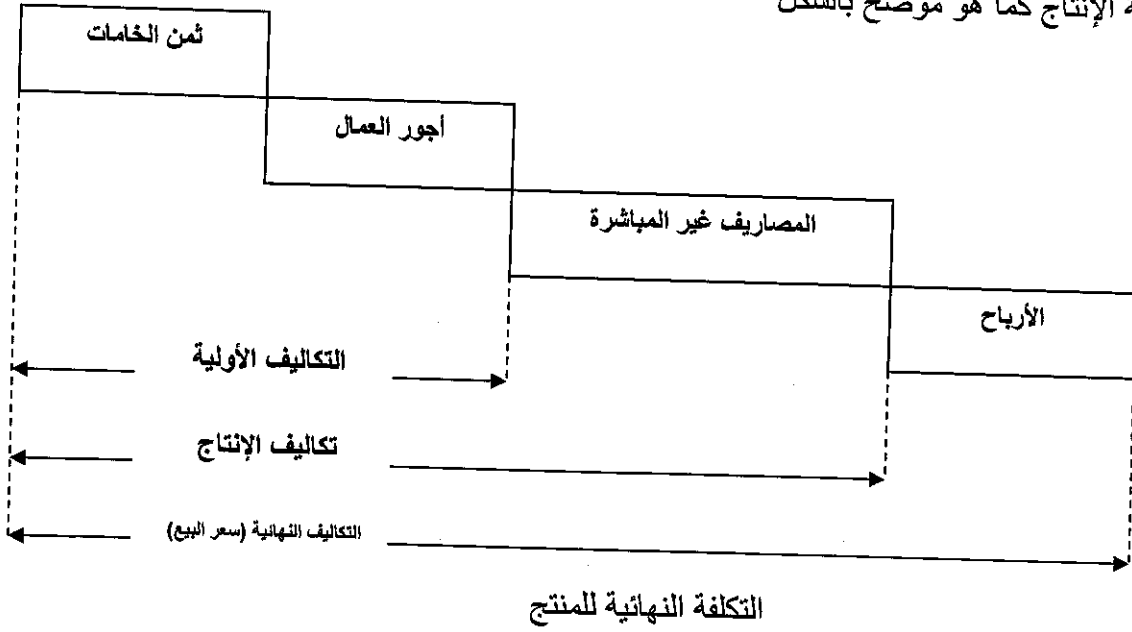 الإنتاج كما هو موضح بالشكل
ثمن الخامات
أجور العمال
المصاريف غير المباشرة
الأرباح
التكاليف الأولية
تكاليف الإنتاج
التكاليف النهائية (سعر البيع)
التكلفة النهائية للمنتج